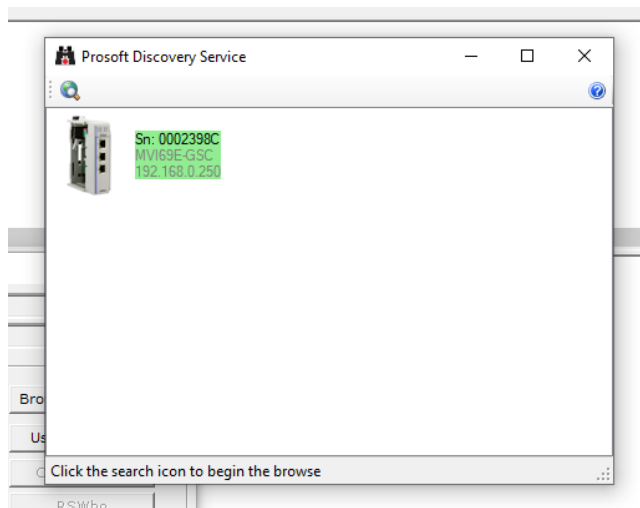 Prosoft Discovery Service
Sn: 0002398C
MVI69E-GSC
192.168.0.250
Bro
Us
Click the search icon to begin the browse
RSWho